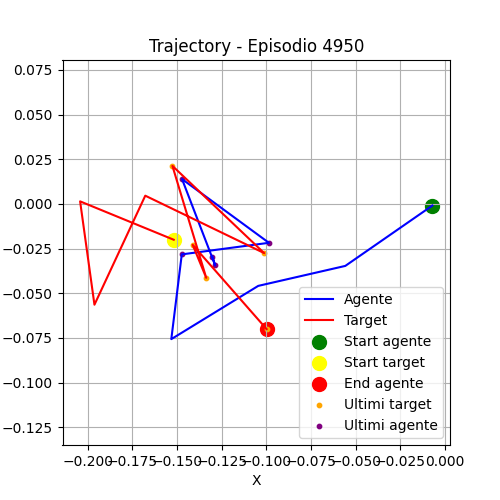 Trajectory - Episodio 4950
0.075
0.050
0.025
0.000
−0.025
−0.050
−0.075
−0.100
−0.125
Agente
Target
Start agente
Start target
End agente
Ultimi target
Ultimi agente
−0.200 −0.175 −0.150 −0.125 −0.100 −0.075 −0.050 −0.025 0.000
X